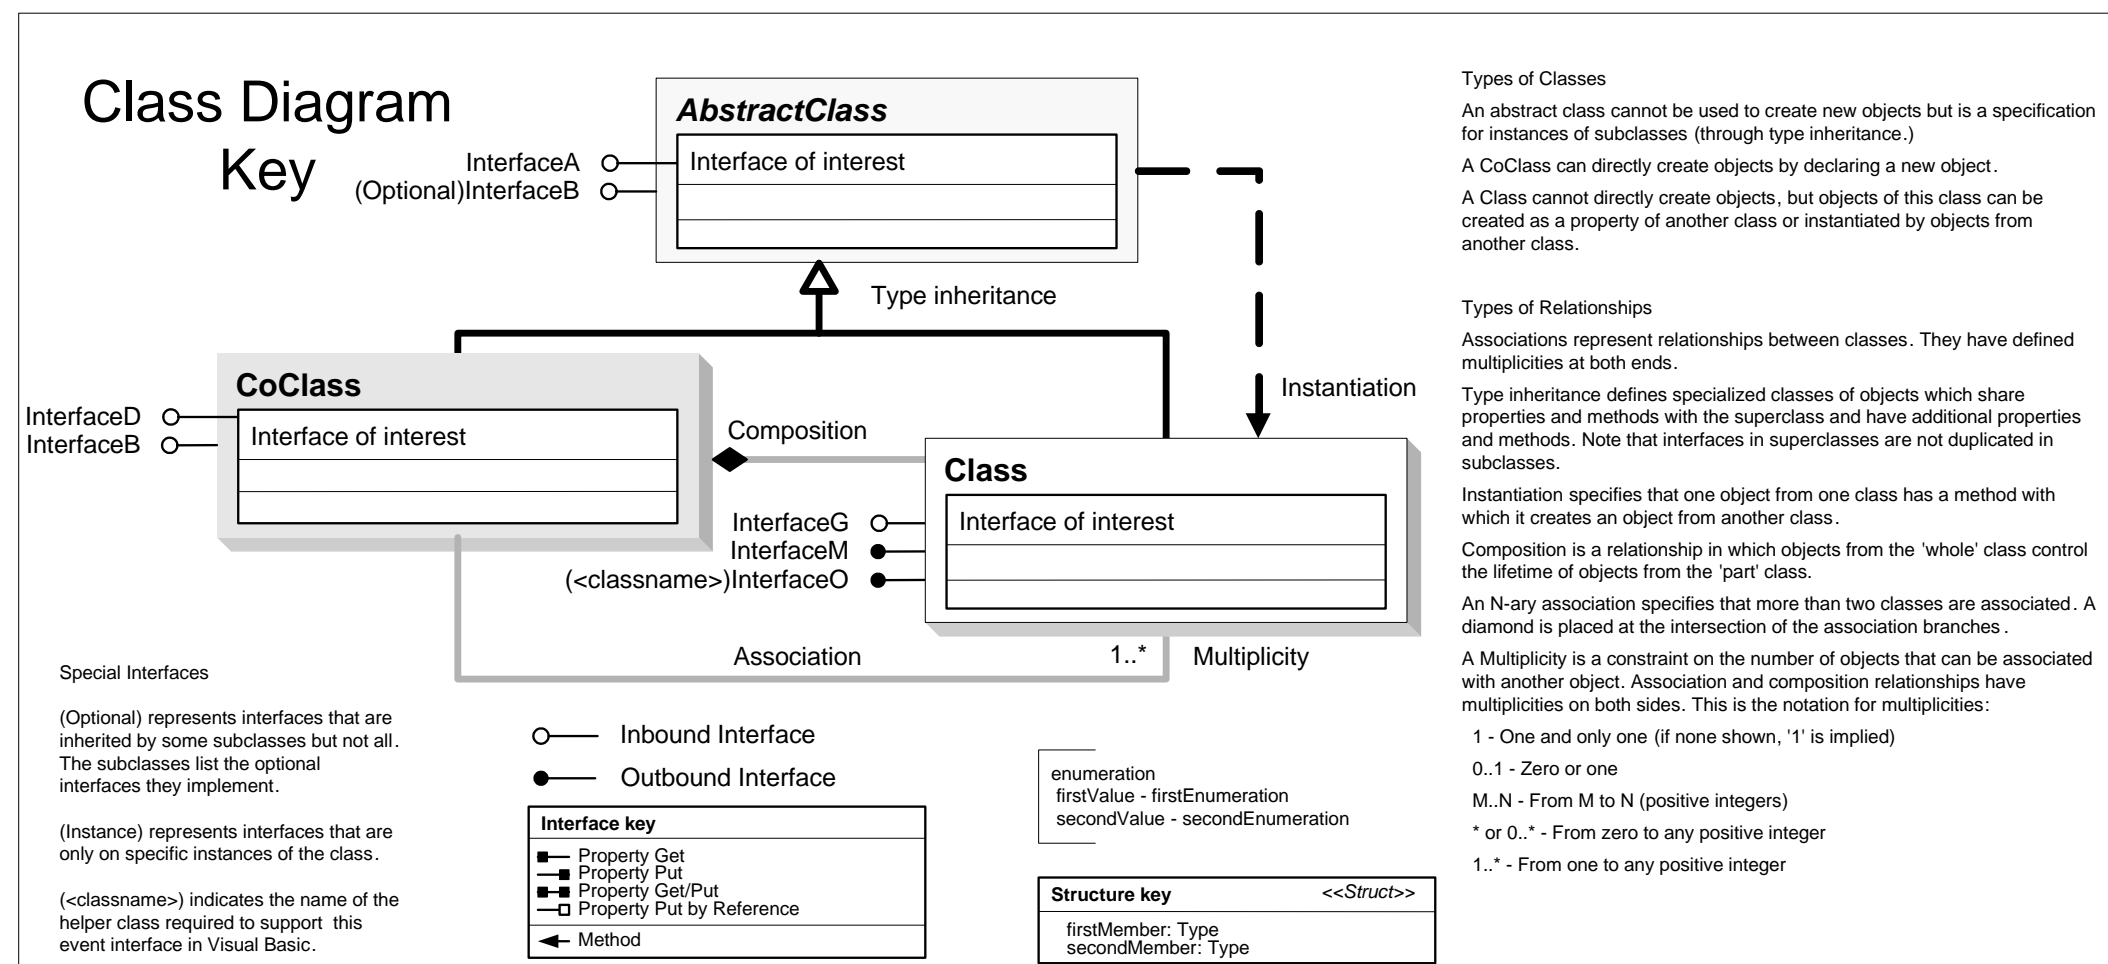 Class Diagram
Key
AbstractClass
Interface of interest
InterfaceA
(Optional)InterfaceB
Type inheritance
CoClass
Interface of interest
InterfaceD
InterfaceB
Composition
Instantiation
Class
Interface of interest
InterfaceG
InterfaceM
(<classname>)InterfaceO
Association
1..*
Multiplicity
Special Interfaces
(Optional) represents interfaces that are
inherited by some subclasses but not all.
The subclasses list the optional
interfaces they implement.
(Instance) represents interfaces that are
only on specific instances of the class.
(<classname>) indicates the name of the
helper class required to support this
event interface in Visual Basic.
Inbound Interface
Outbound Interface
Interface key
Property Get
Property Put
Property Get/Put
Property Put by Reference
Method
enumeration
firstValue - firstEnumeration
secondValue - secondEnumeration
Structure key <<Struct>>
firstMember: Type
secondMember: Type
Types of Classes
An abstract class cannot be used to create new objects but is a specification
for instances of subclasses (through type inheritance.)
A CoClass can directly create objects by declaring a new object.
A Class cannot directly create objects, but objects of this class can be
created as a property of another class or instantiated by objects from
another class.
Types of Relationships
Associations represent relationships between classes. They have defined
multiplicities at both ends.
Type inheritance defines specialized classes of objects which share
properties and methods with the superclass and have additional properties
and methods. Note that interfaces in superclasses are not duplicated in
subclasses.
Instantiation specifies that one object from one class has a method with
which it creates an object from another class.
Composition is a relationship in which objects from the 'whole' class control
the lifetime of objects from the 'part' class.
An N-ary association specifies that more than two classes are associated. A
diamond is placed at the intersection of the association branches.
A Multiplicity is a constraint on the number of objects that can be associated
with another object. Association and composition relationships have
multiplicities on both sides. This is the notation for multiplicities:
1 - One and only one (if none shown, '1' is implied)
0..1 - Zero or one
M..N - From M to N (positive integers)
* or 0..* - From zero to any positive integer
1..* - From one to any positive integer